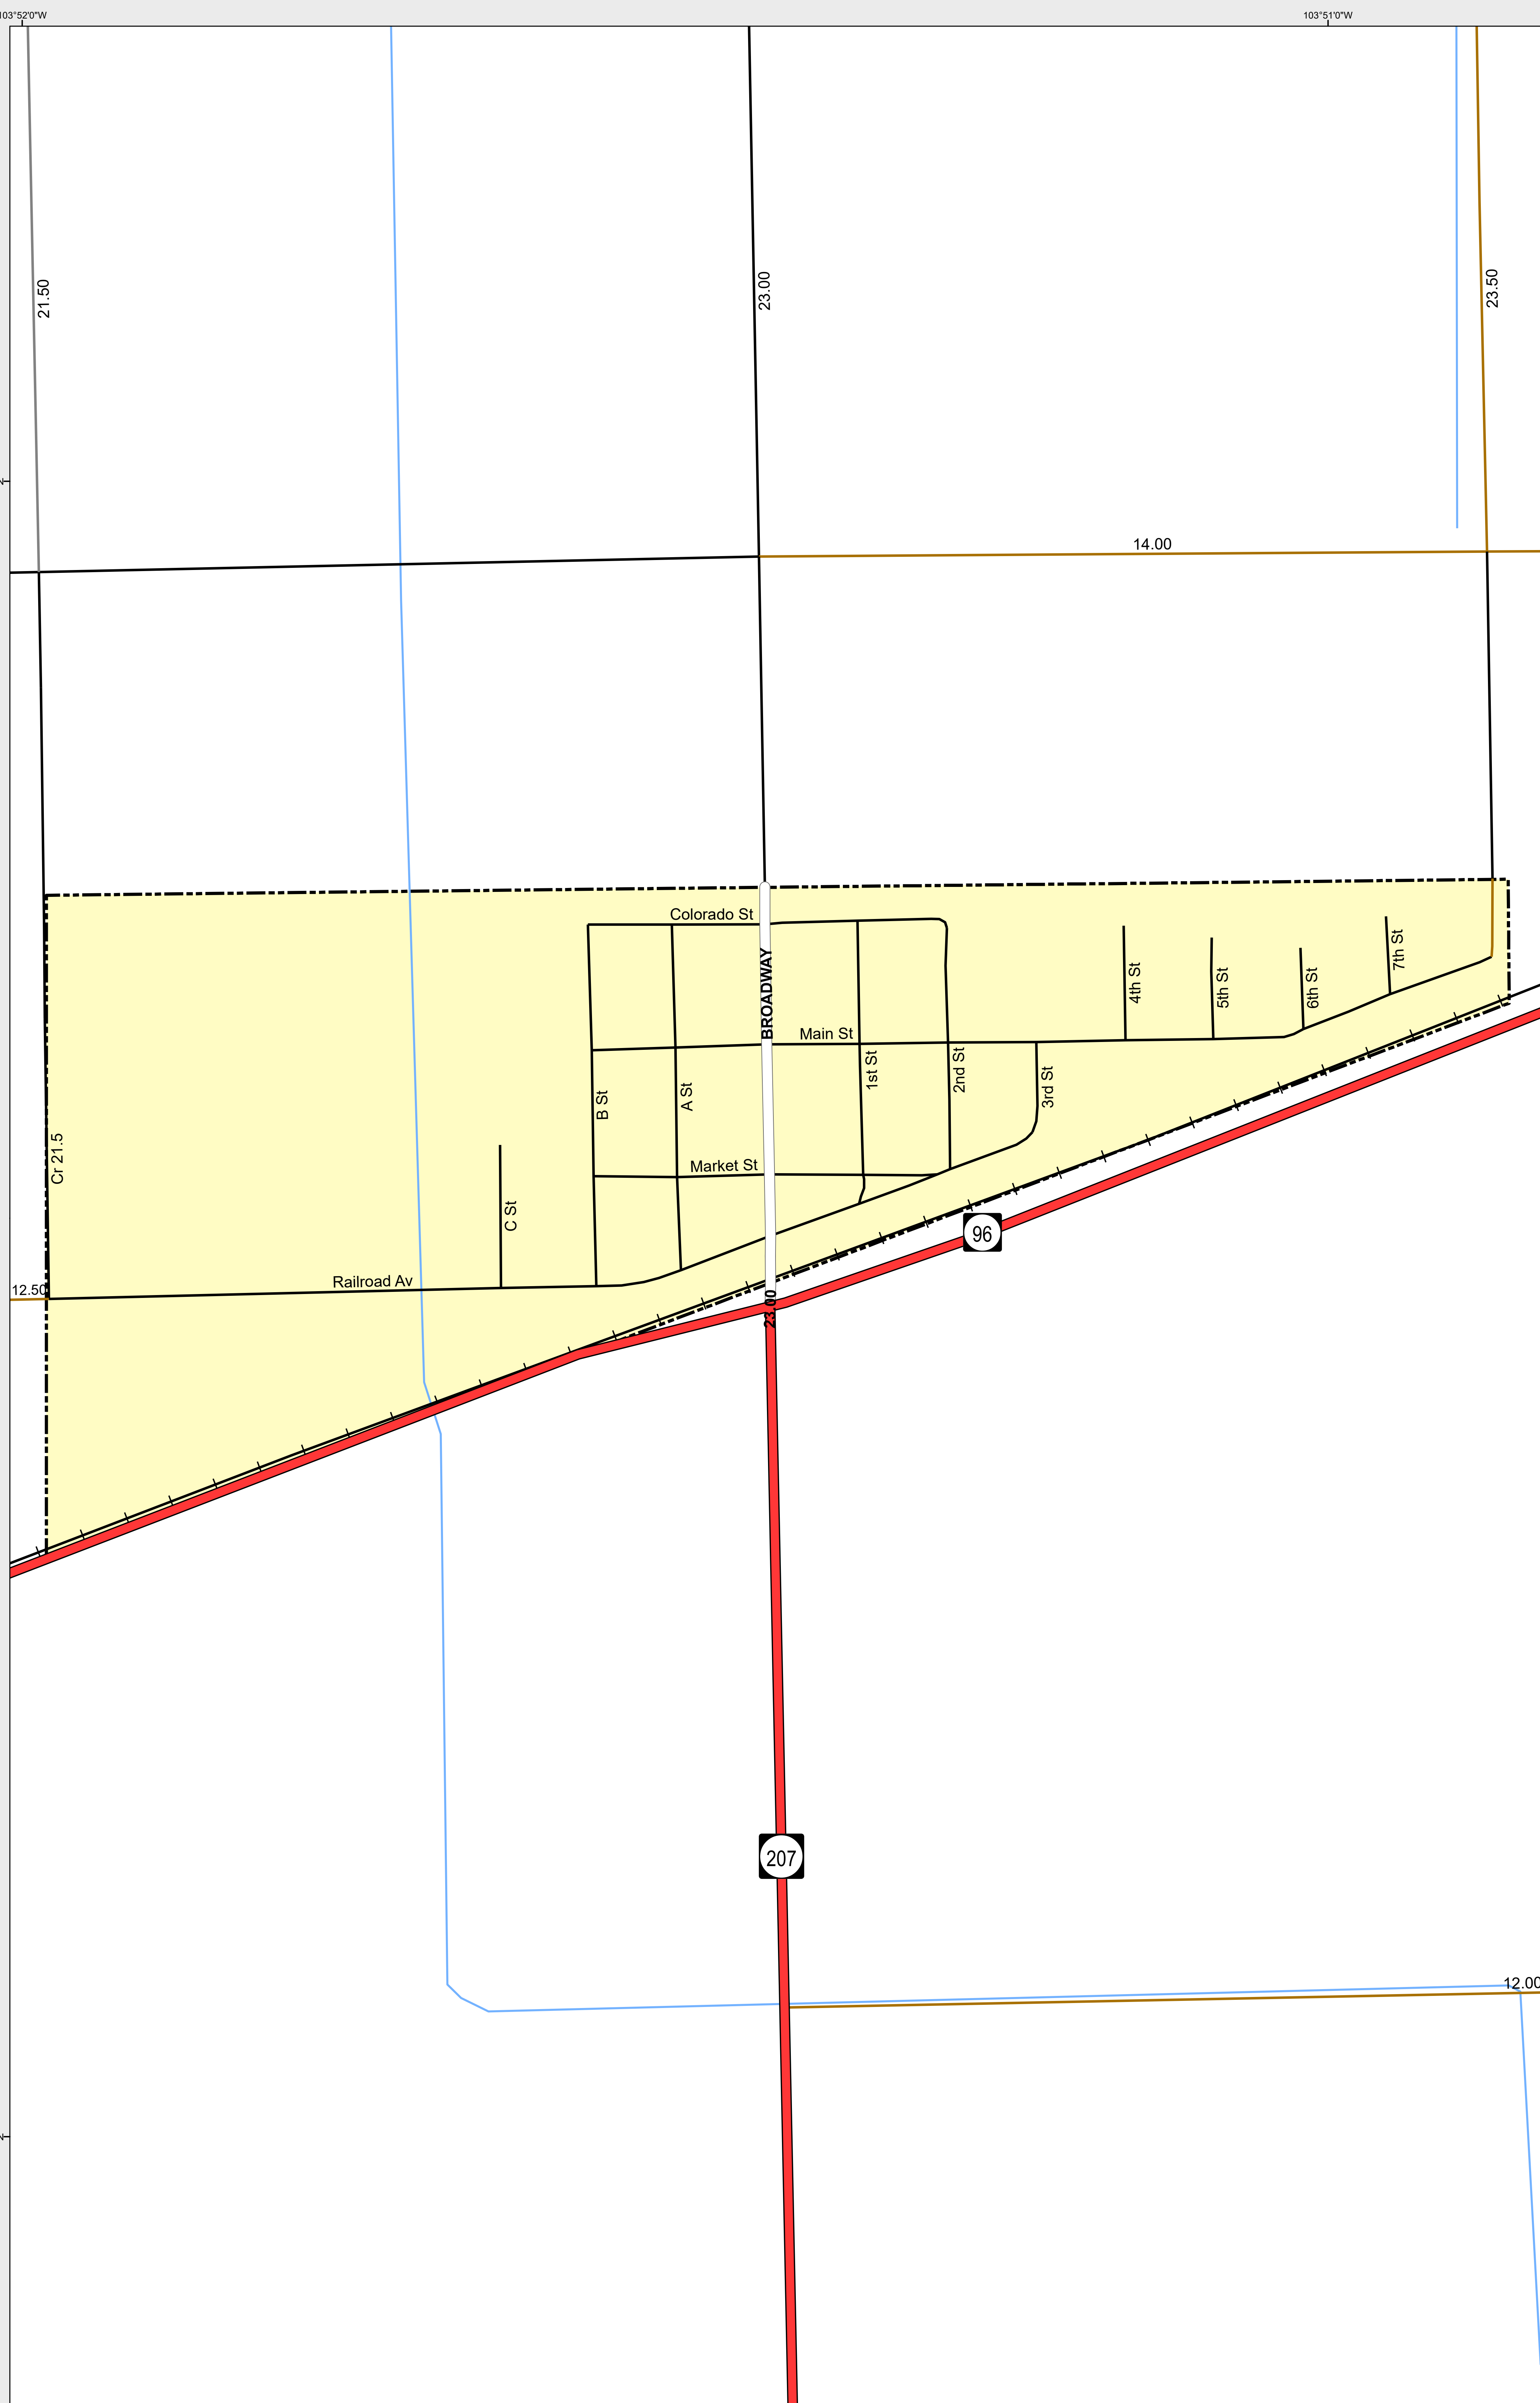 103°52'0"W
103°51'0"W
21.50
23.00
23.50
14.00
Colorado St
BROADWAY
4th St
5th St
6th St
7th St
Main St
1st St
2nd St
3rd St
B St
A St
Cr 21.5
Market St
C St
96
Railroad Av
12.50
23.00
207
12.00